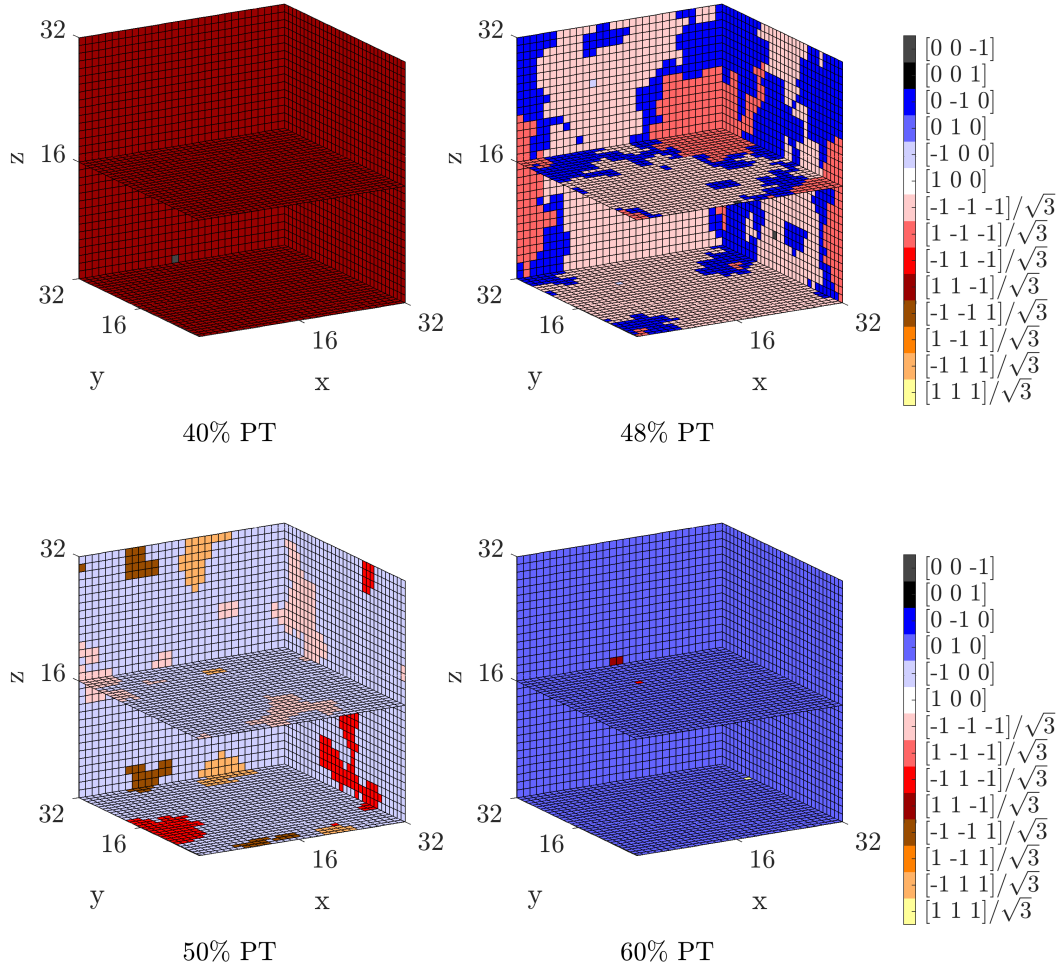 32
16
z
32
16
y
16
32
x
40% PT
32
16
z
32
16
y
16
32
x
48% PT
[0 0 -1]
[0 0 1]
[0 -1 0]
[0 1 0]
[-1 0 0]
[1 0 0]
[-1 -1 -1]/√3
[1 -1 -1]/√3
[-1 1 -1]/√3
[1 1 -1]/√3
[-1 -1 1]/√3
[1 -1 1]/√3
[-1 1 1]/√3
[1 1 1]/√3
32
16
z
32
16
y
16
32
x
50% PT
32
16
z
32
16
y
16
32
x
60% PT
[0 0 -1]
[0 0 1]
[0 -1 0]
[0 1 0]
[-1 0 0]
[1 0 0]
[-1 -1 -1]/√3
[1 -1 -1]/√3
[-1 1 -1]/√3
[1 1 -1]/√3
[-1 -1 1]/√3
[1 -1 1]/√3
[-1 1 1]/√3
[1 1 1]/√3